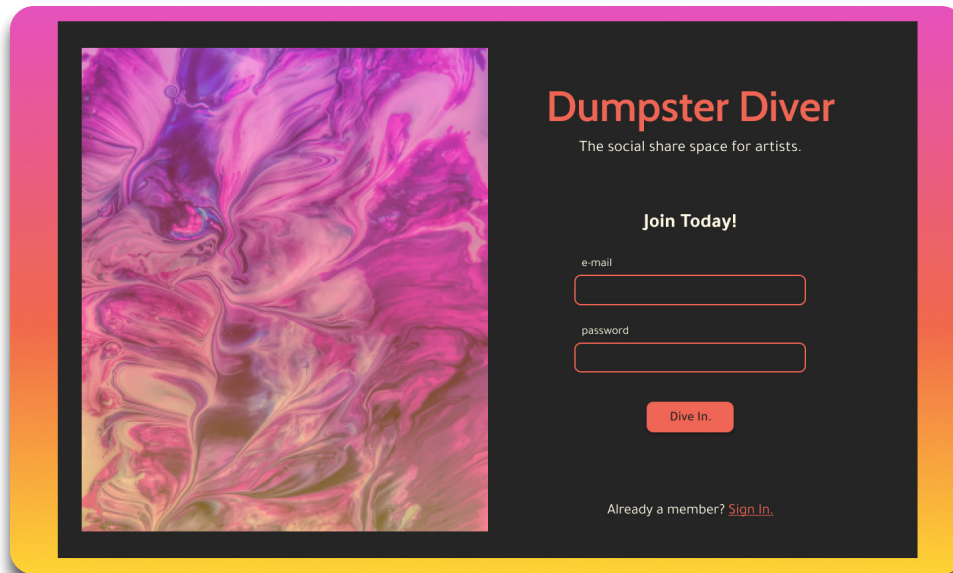 Dumpster Diver
The social share space for artists.
Join Today!
e-mail
password
Dive In.
Already a member? Sign In.